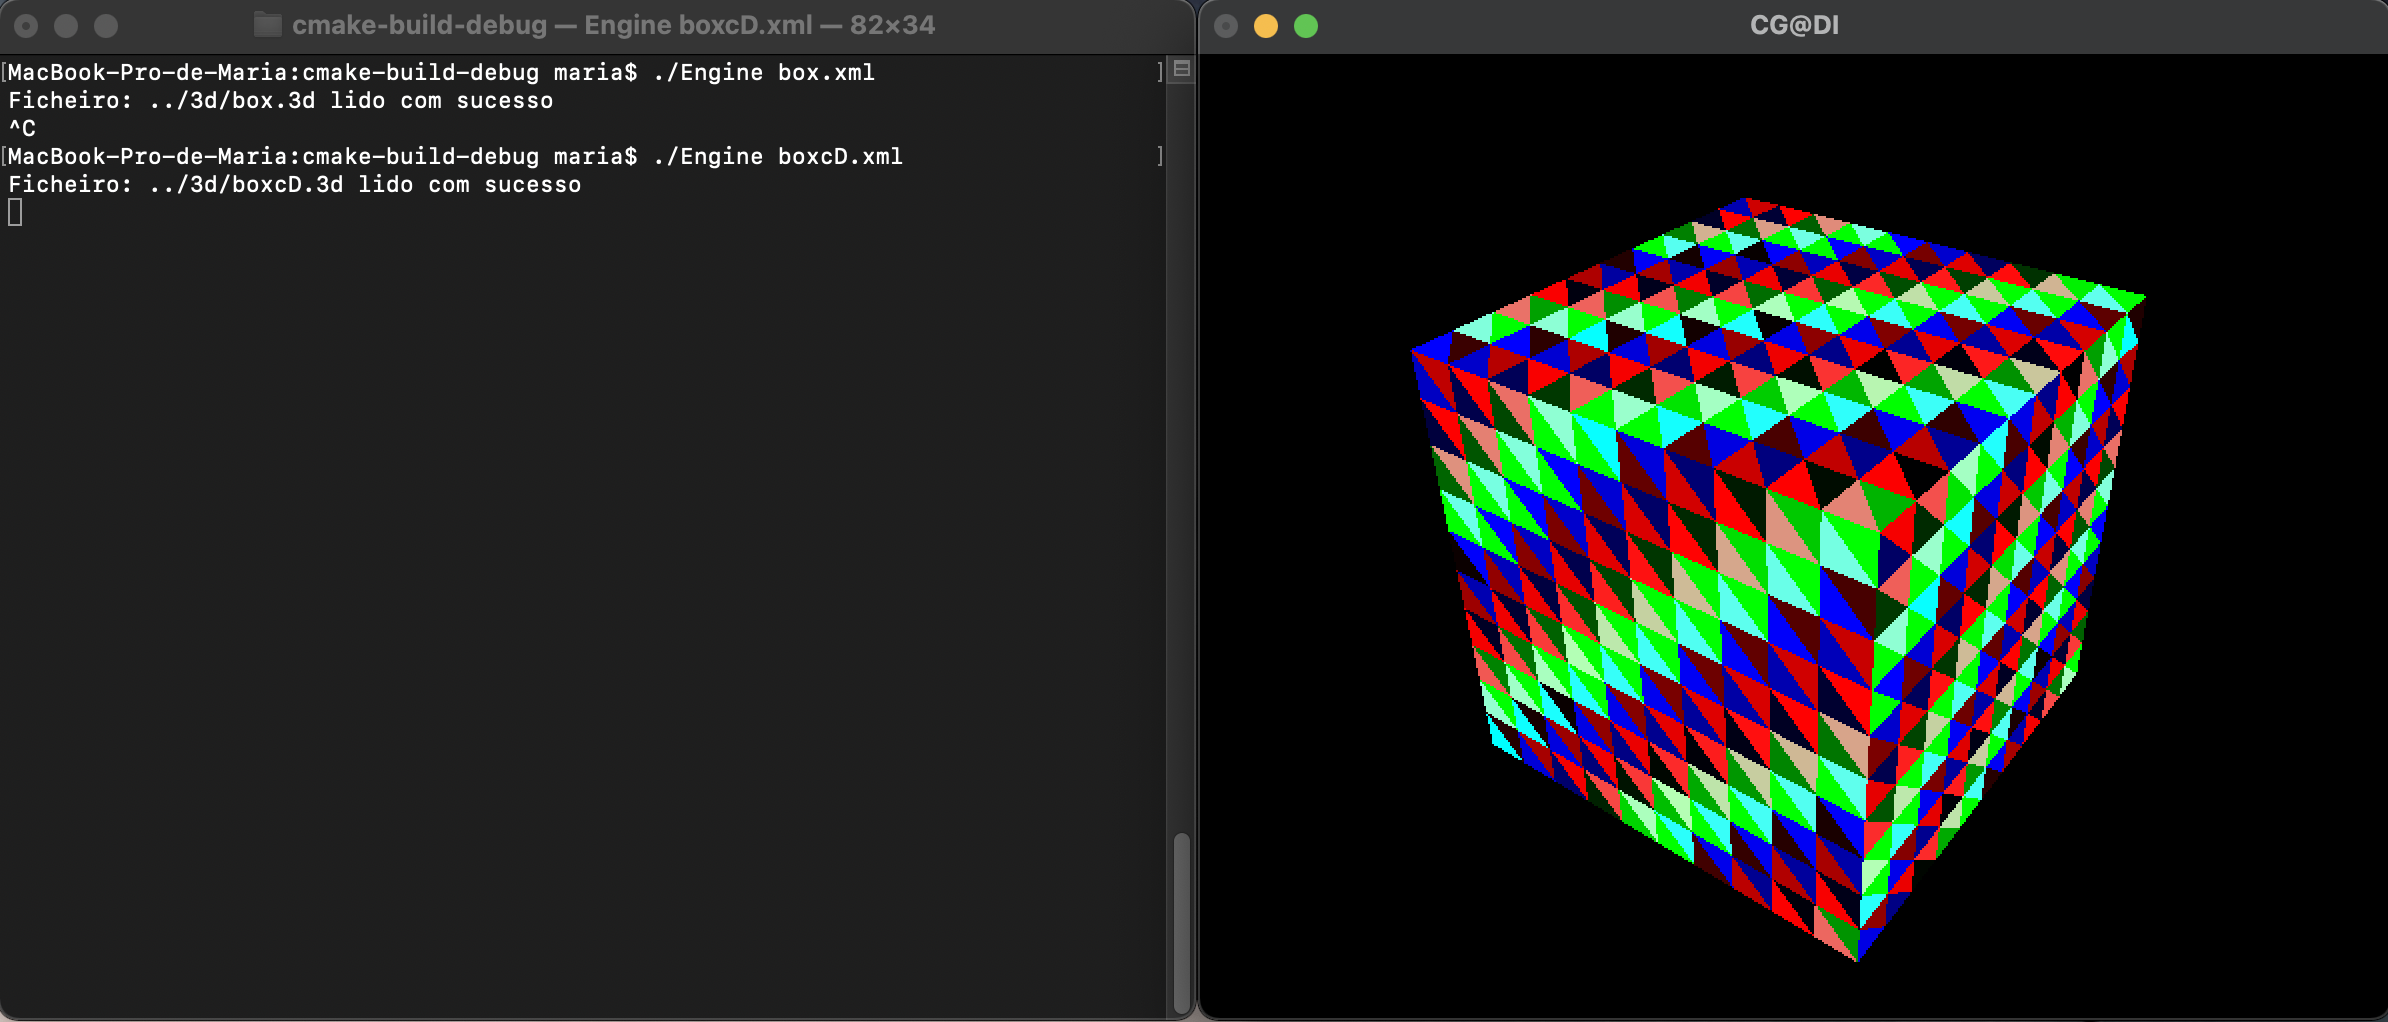 cmake-build-debug — Engine boxcD.xml — 82×34
[MacBook-Pro-de-Maria:cmake-build-debug maria$ ./Engine box.xml ]
Ficheiro: ../3d/box.3d lido com sucesso
^C
[MacBook-Pro-de-Maria:cmake-build-debug maria$ ./Engine boxcD.xml ]
Ficheiro: ../3d/boxcD.3d lido com sucesso
CG@DI